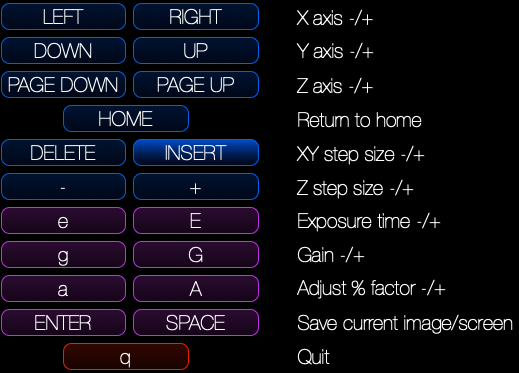 LEFT RIGHT X axis -/+
DOWN UP Y axis -/+
PAGE DOWN PAGE UP Z axis -/+
HOME Return to home
DELETE INSERT XY step size -/+
- + Z step size -/+
e E Exposure time -/+
g G Gain -/+
a A Adjust % factor -/+
ENTER SPACE Save current image/screen
q Quit